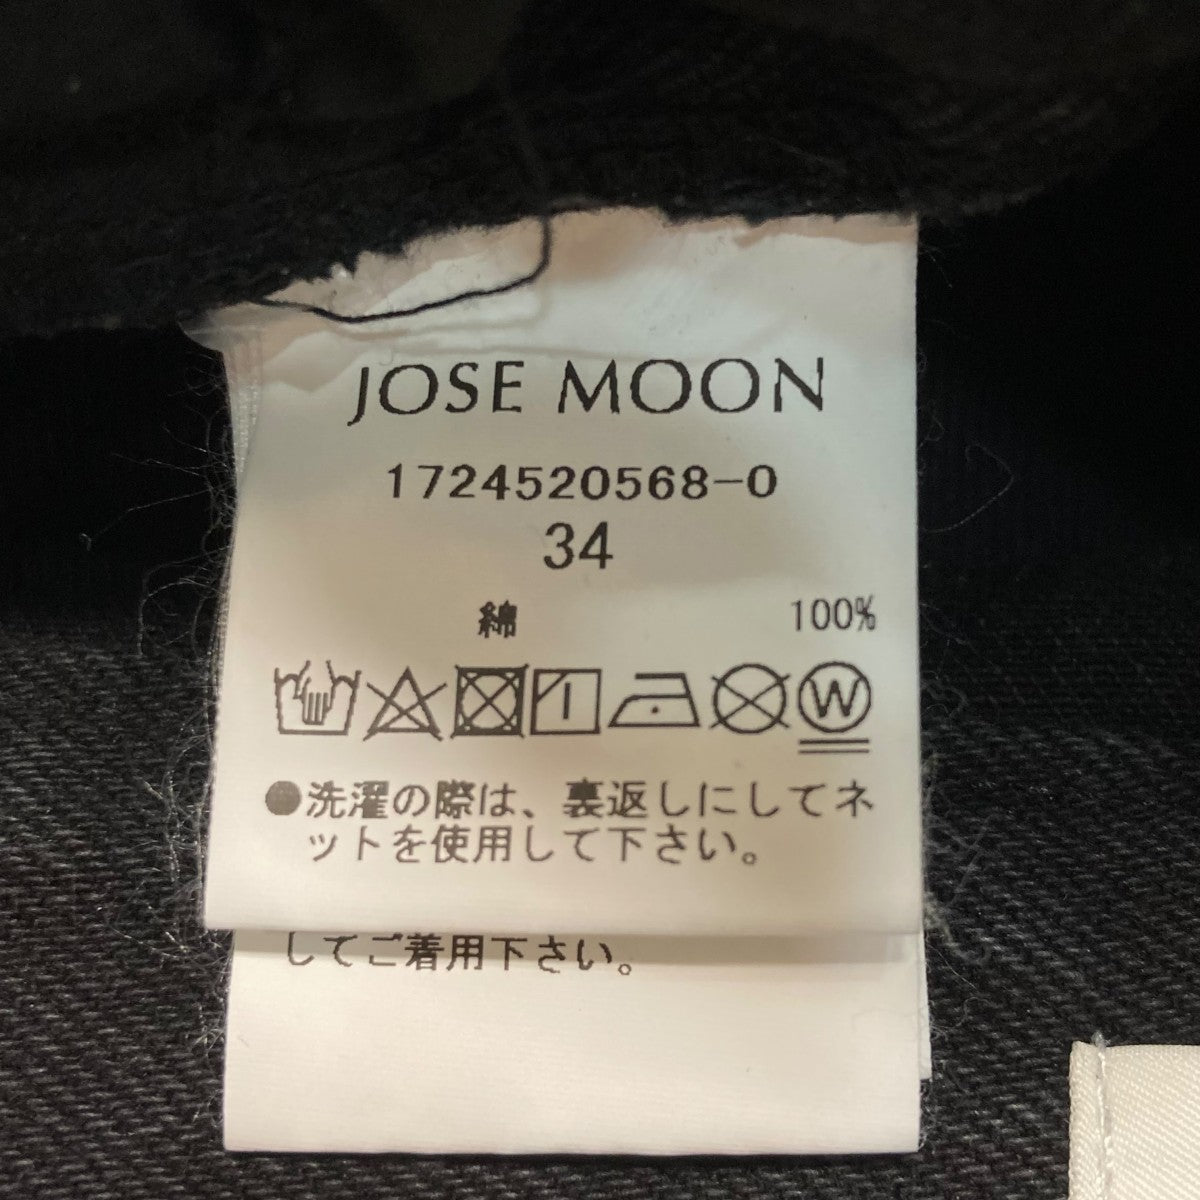 JOSE MOON
1724520568-0
34
綿 100%
W
●洗濯の際は、裏返しにしてネ
ットを使用して下さい。
してご着用下さい。